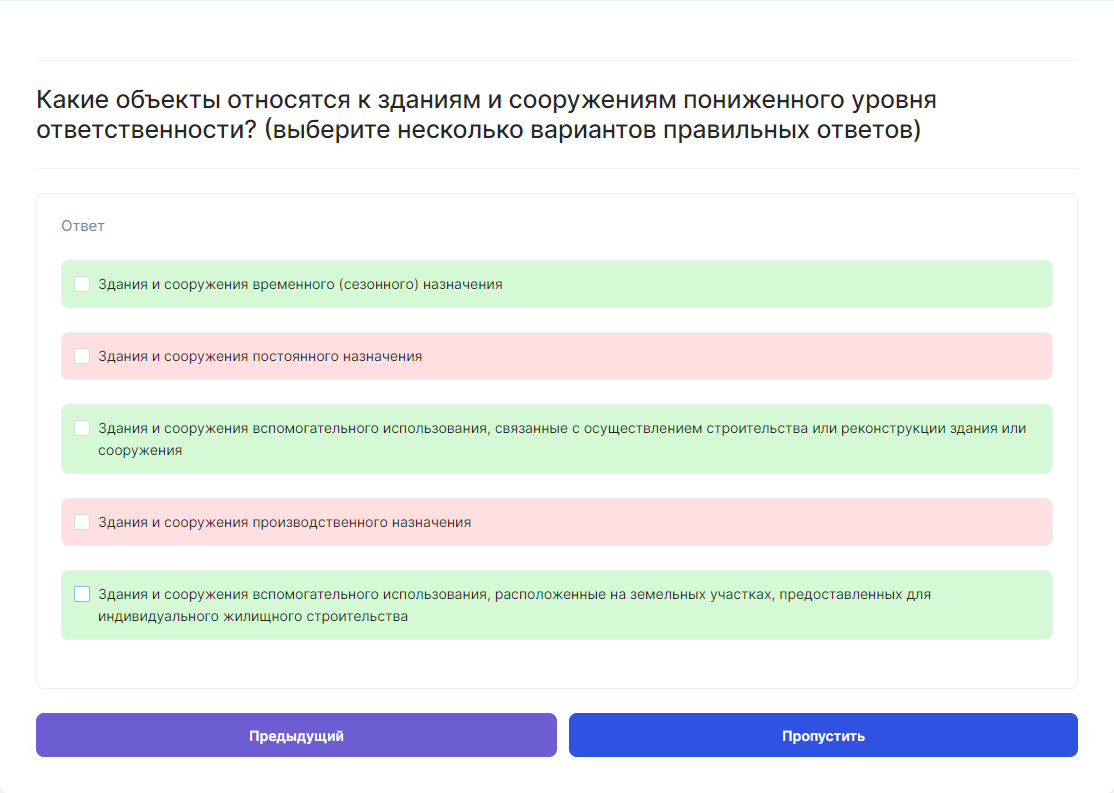 Какие объекты относятся к зданиям и сооружениям пониженного уровня
ответственности? (выберите несколько вариантов правильных ответов)
Ответ
Здания и сооружения временного (сезонного) назначения
Здания и сооружения постоянного назначения
Здания и сооружения вспомогательного использования, связанные с осуществлением строительства или реконструкции здания или
сооружения
Здания и сооружения производственного назначения
Здания и сооружения вспомогательного использования, расположенные на земельных участках, предоставленных для
индивидуального жилищного строительства
Предыдущий
Пропустить